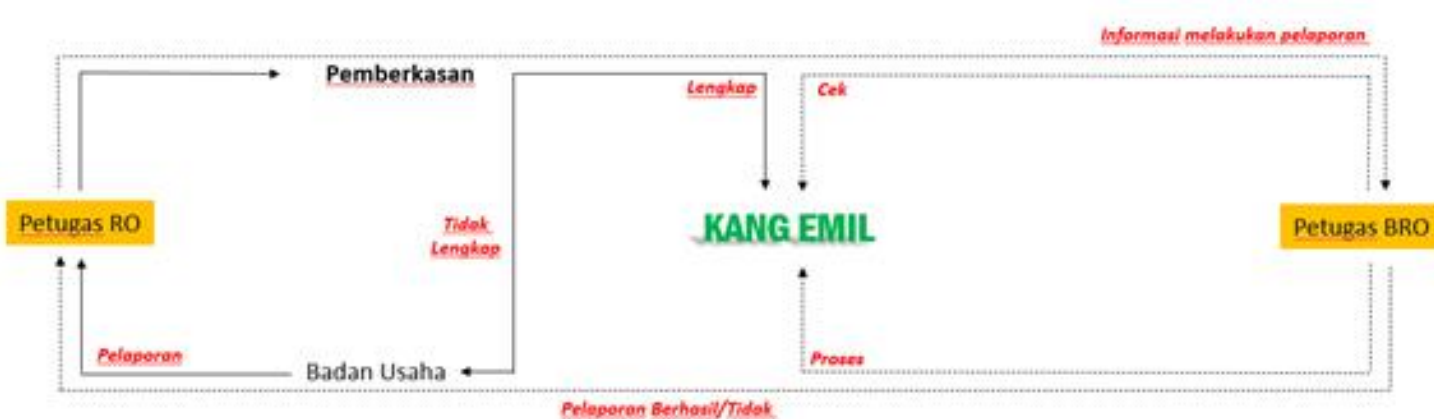 Informasi melakukan pelaporan
Pemberkasan
Lengkap
Cek
Petugas RO
Tidak
Lengkap
KANG EMIL
Petugas BRO
Pelaporan
Badan Usaha
Proses
Pelaporan Berhasil/Tidak